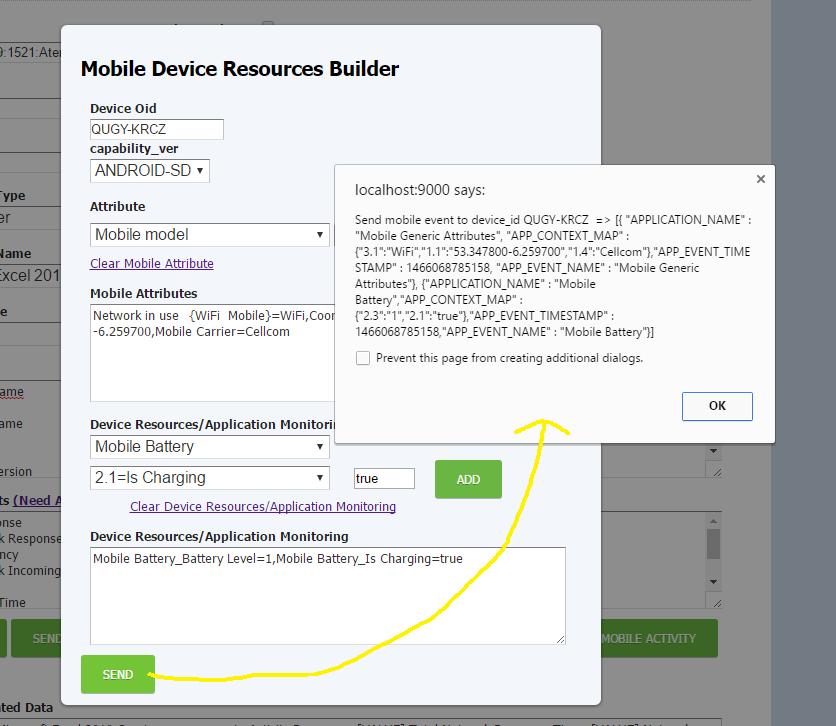 9:1521:Ater
Mobile Device Resources Builder
Device Oid
QUGY-KRCZ
capability_ver
ANDROID-SD
Attribute
Mobile model
Clear Mobile Attribute
Mobile Attributes
Network in use {WiFi Mobile}=WiFi,Coor
-6.259700,Mobile Carrier=Cellcom
Device Resources/Application Monitorin
Mobile Battery
2.1=Is Charging
true
ADD
Clear Device Resources/Application Monitoring
Device Resources/Application Monitoring
Mobile Battery_Battery Level=1,Mobile Battery_Is Charging=true
SEND
localhost:9000 says:
Send mobile event to device_id QUGY-KRCZ => [{ "APPLICATION_NAME" :
"Mobile Generic Attributes", "APP_CONTEXT_MAP" :
{"3.1":"WiFi","1.1":"53.347800-6.259700","1.4":"Cellcom"},"APP_EVENT_TIME
STAMP" : 1466068785158, "APP_EVENT_NAME" : "Mobile Generic
Attributes"}, {"APPLICATION_NAME" : "Mobile
Battery","APP_CONTEXT_MAP" :
{"2.3":"1","2.1":"true"},"APP_EVENT_TIMESTAMP" :
1466068785158,"APP_EVENT_NAME" : "Mobile Battery"}]
Prevent this page from creating additional dialogs.
OK
Type
er
Name
Excel 201
e
ame
ame
ersion
ts (Need A
onse
k Response
ncy
k Incoming
Time
SEND
MOBILE ACTIVITY
ted Data